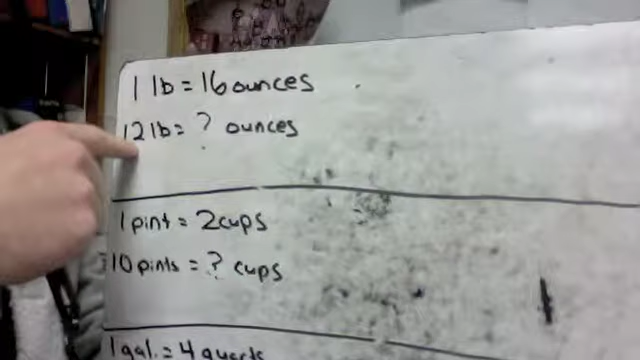 1 lb = 16 ounces
12 lb = ? ounces
1 pint = 2 cups
10 pints = ? cups
1 gal. = 4 quarts